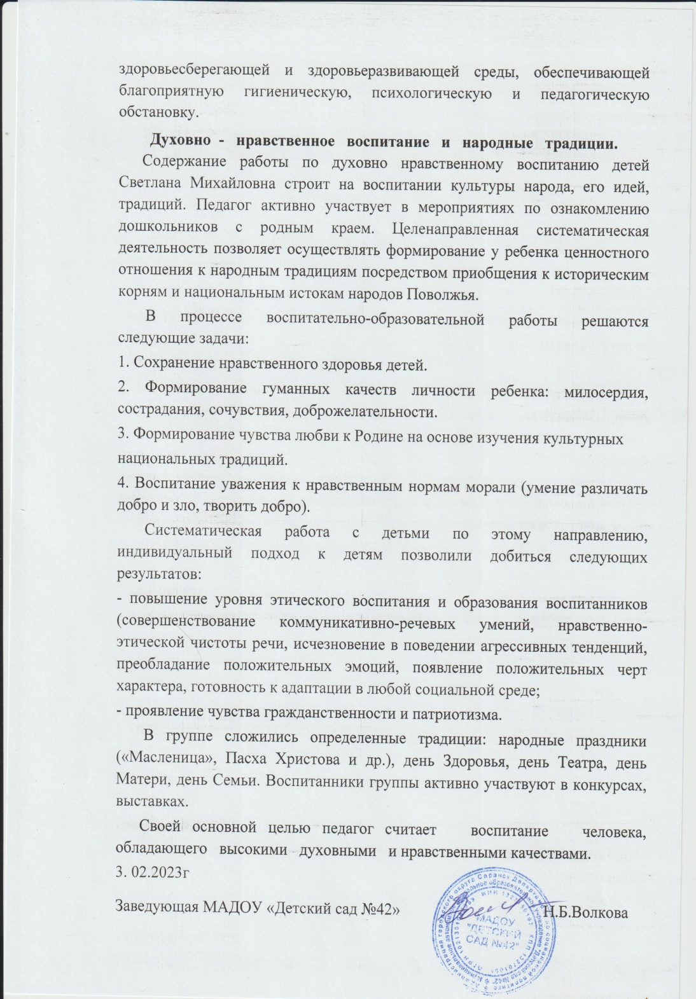 здоровьесберегающей и здоровьеразвивающей среды, обеспечивающей
благоприятную гигиеническую, психологическую и педагогическую
обстановку.
Духовно - нравственное воспитание и народные традиции.
Содержание работы по духовно нравственному воспитанию детей
Светлана Михайловна строит на воспитании культуры народа, его идей,
традиций. Педагог активно участвует в мероприятиях по ознакомлению
дошкольников с родным краем. Целенаправленная систематическая
деятельность позволяет осуществлять формирование у ребенка ценностного
отношения к народным традициям посредством приобщения к историческим
корням и национальным истокам народов Поволжья.
В процессе воспитательно-образовательной работы решаются
следующие задачи:
1. Сохранение нравственного здоровья детей.
2. Формирование гуманных качеств личности ребенка: милосердия,
сострадания, сочувствия, доброжелательности.
3. Формирование чувства любви к Родине на основе изучения культурных
национальных традиций.
4. Воспитание уважения к нравственным нормам морали (умение различать
добро и зло, творить добро).
Систематическая работа с детьми по этому направлению,
индивидуальный подход к детям позволили добиться следующих
результатов:
- повышение уровня этического воспитания и образования воспитанников
(совершенствование коммуникативно-речевых умений, нравственно-
этической чистоты речи, исчезновение в поведении агрессивных тенденций,
преобладание положительных эмоций, появление положительных черт
характера, готовность к адаптации в любой социальной среде;
- проявление чувства гражданственности и патриотизма.
В группе сложились определенные традиции: народные праздники
(«Масленица», Пасха Христова и др.), день Здоровья, день Театра, день
Матери, день Семьи. Воспитанники группы активно участвуют в конкурсах,
выставках.
Своей основной целью педагог считает воспитание человека,
обладающего высокими духовными и нравственными качествами.
3. 02.2023г
Заведующая МАДОУ «Детский сад №42» Н.Б.Волкова
МАДОУ
"ДЕТСКИЙ
САД №42"